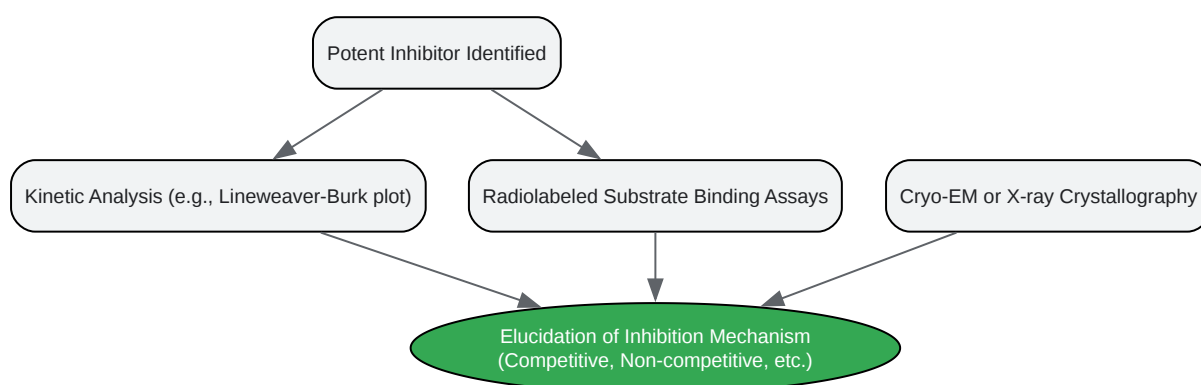 Potent Inhibitor Identified
Kinetic Analysis (e.g., Lineweaver-Burk plot)
Radiolabeled Substrate Binding Assays
Cryo-EM or X-ray Crystallography
Elucidation of Inhibition Mechanism
(Competitive, Non-competitive, etc.)